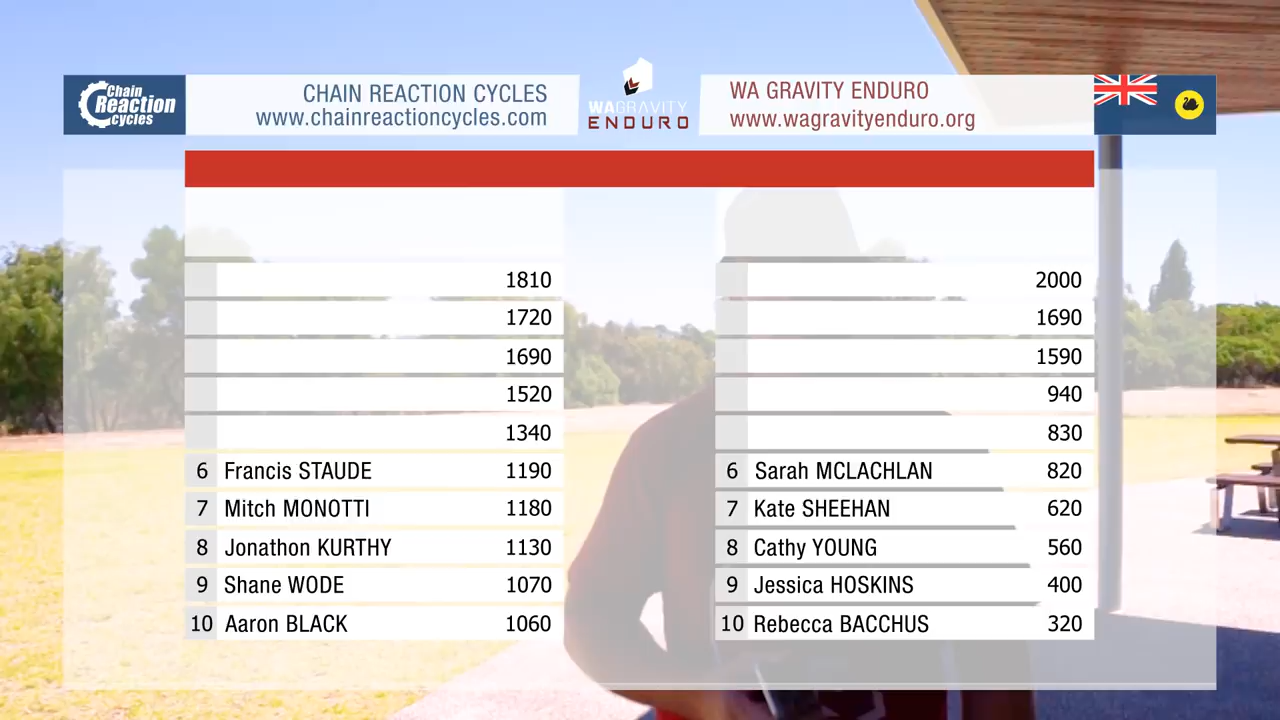 Chain
Reaction
cycles
CHAIN REACTION CYCLES
www.chainreactioncycles.com
WAGRAVITY
ENDURO
WA GRAVITY ENDURO
www.wagravityenduro.org
1810
1720
1690
1520
1340
6 Francis STAUDE 1190
7 Mitch MONOTTI 1180
8 Jonathon KURTHY 1130
9 Shane WODE 1070
10 Aaron BLACK 1060
2000
1690
1590
940
830
6 Sarah MCLACHLAN 820
7 Kate SHEEHAN 620
8 Cathy YOUNG 560
9 Jessica HOSKINS 400
10 Rebecca BACCHUS 320